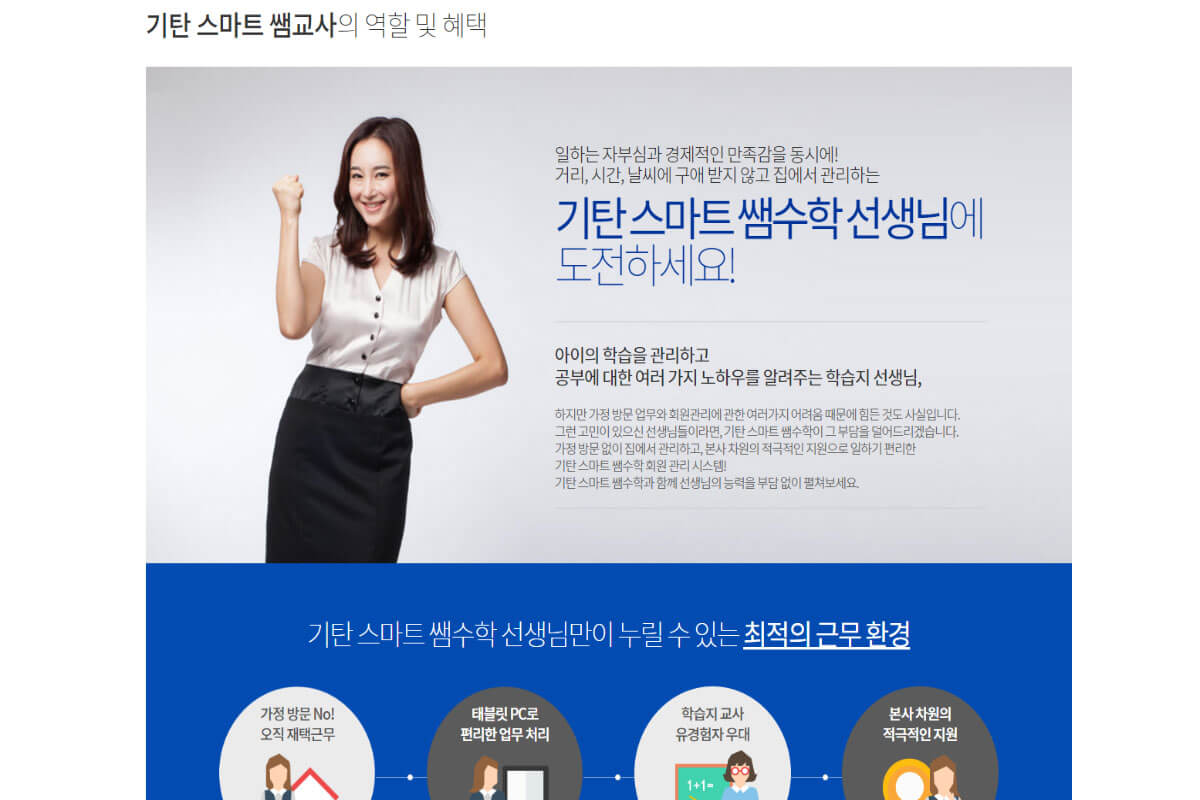 기탄 스마트 쌤교사의 역할 및 혜택
일하는 자부심과 경제적인 만족감을 동시에!
거리, 시간, 날씨에 구애 받지 않고 집에서 관리하는
기탄 스마트 쌤수학 선생님에
도전하세요!
아이의 학습을 관리하고
공부에 대한 여러 가지 노하우를 알려주는 학습지 선생님,
하지만 가정 방문 업무와 회원관리에 관한 여러가지 어려움 때문에 힘든 것도 사실입니다.
그런 고민이 있으신 선생님들이라면, 기탄 스마트 쌤수학이 그 부담을 덜어드리겠습니다.
가정 방문 없이 집에서 관리하고, 본사 차원의 적극적인 지원으로 일하기 편리한
기탄 스마트 쌤수학 회원 관리 시스템!
기탄 스마트 쌤수학과 함께 선생님의 능력을 부담 없이 펼쳐보세요.
기탄 스마트 쌤수학 선생님만이 누릴 수 있는 최적의 근무 환경
가정 방문 No!
오직 재택근무
태블릿 PC로
편리한 업무 처리
학습지 교사
유경험자 우대
1+1=
본사 차원의
적극적인 지원